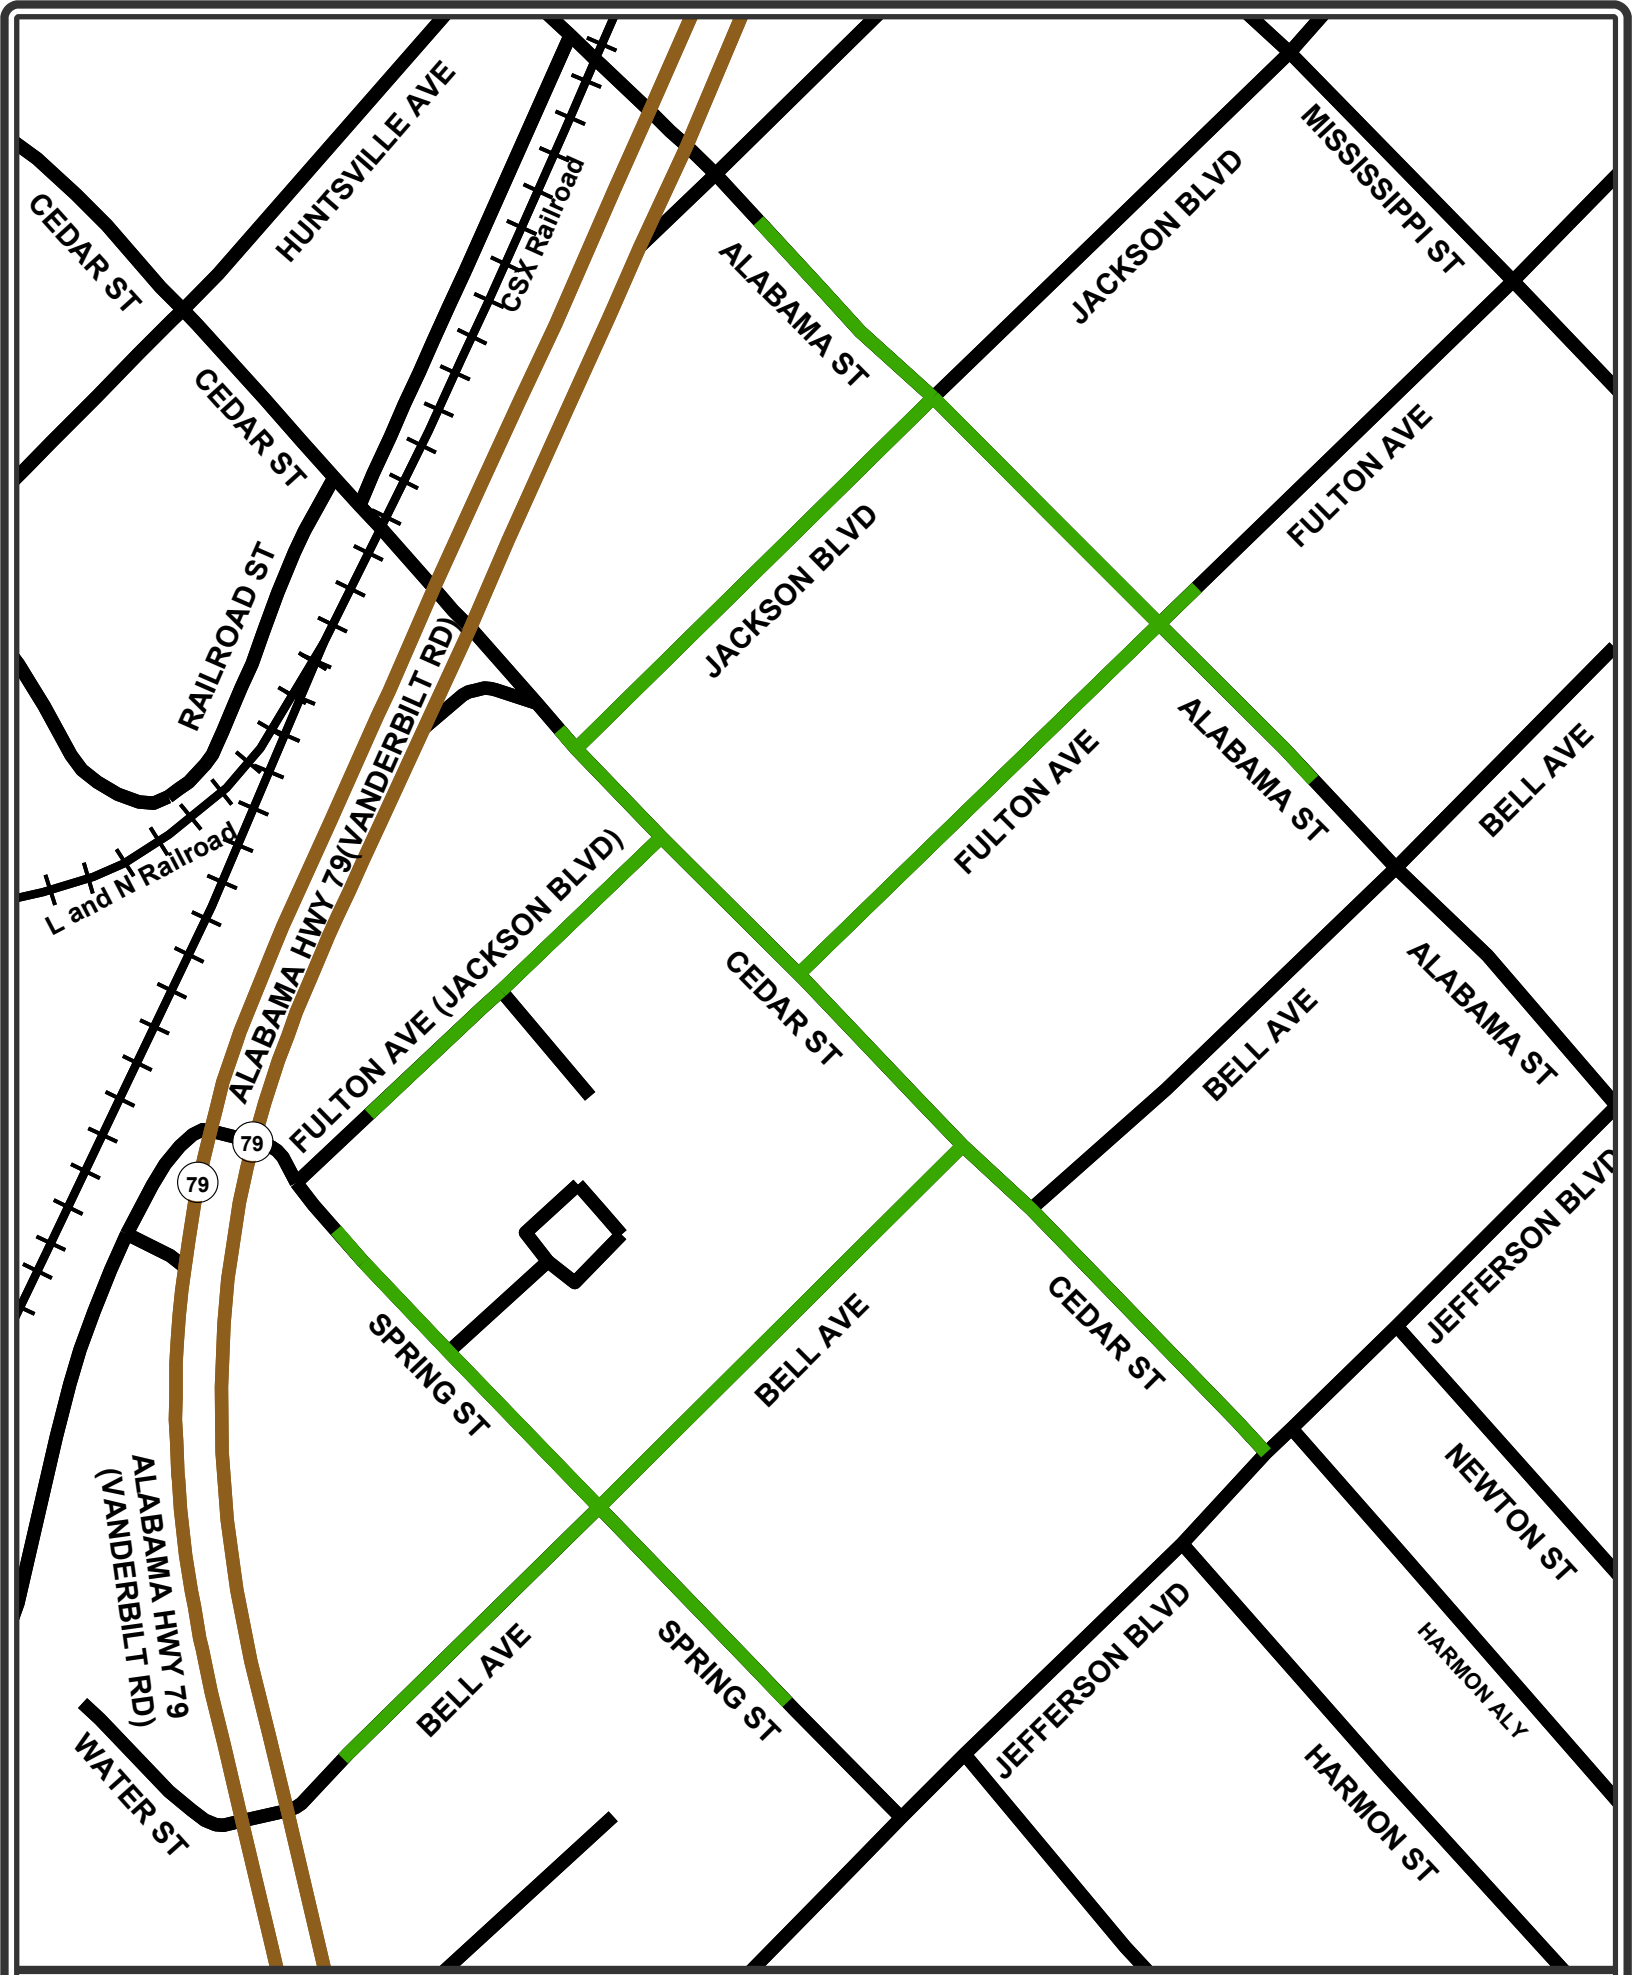 HUNTSVILLE AVE
MISSISSIPPI ST
CEDAR ST
CSX Railroad
JACKSON BLVD
ALABAMA ST
CEDAR ST
FULTON AVE
JACKSON BLVD
RAILROAD ST
ALABAMA HWY 79(VANDERBILT RD)
ALABAMA ST
BELL AVE
FULTON AVE
L and N Railroad
FULTON AVE (JACKSON BLVD)
CEDAR ST
ALABAMA ST
BELL AVE
79
79
JEFFERSON BLVD
CEDAR ST
BELL AVE
SPRING ST
NEWTON ST
ALABAMA HWY 79
(VANDERBILT RD)
JEFFERSON BLVD
SPRING ST
BELL AVE
HARMON ALY
WATER ST
HARMON ST